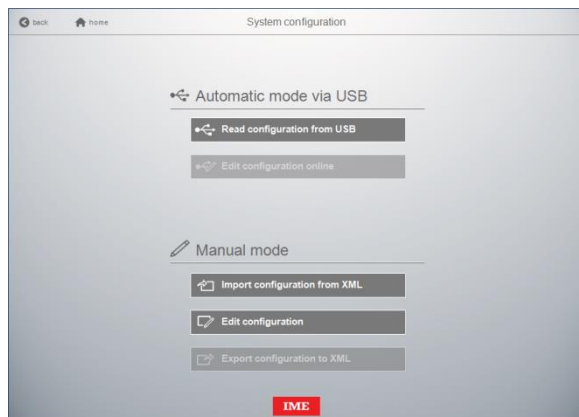 back
home
System configuration
Automatic mode via USB
Read configuration from USB
Edit configuration online
Manual mode
Import configuration from XML
Edit configuration
Export configuration to XML
IME